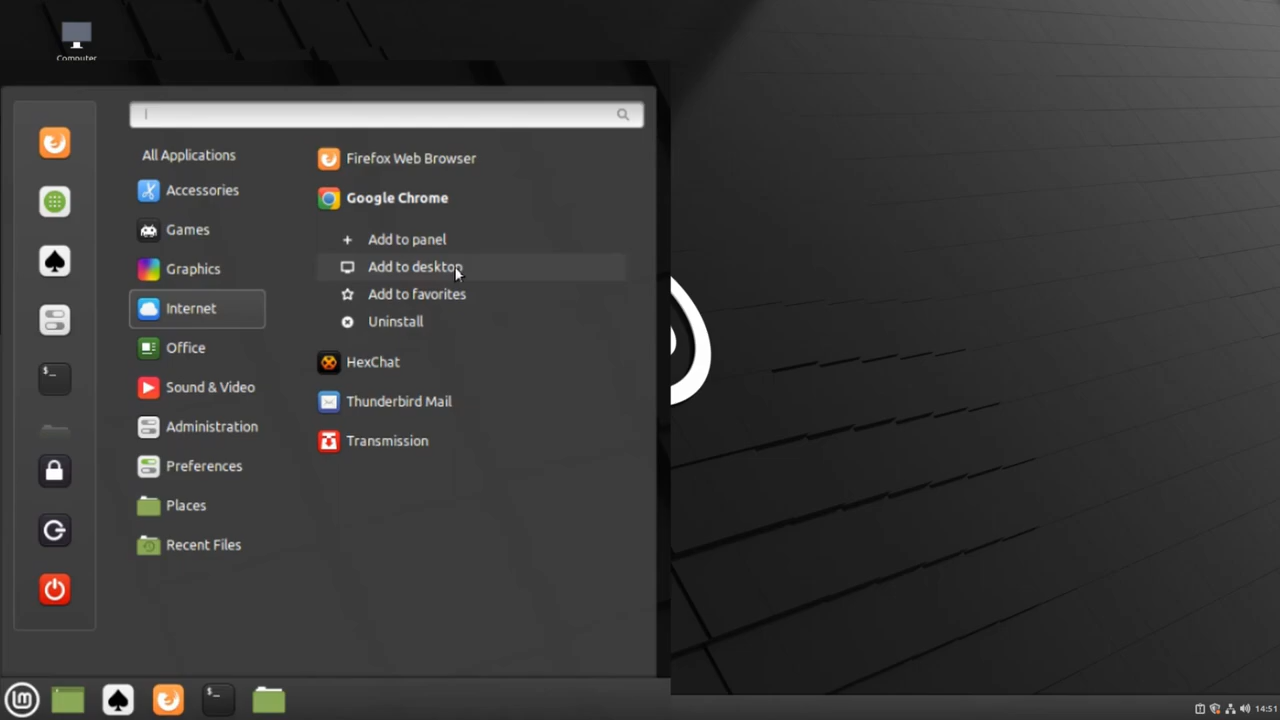 Computer
All Applications
Accessories
Games
Graphics
Internet
Office
Sound & Video
Administration
Preferences
Places
Recent Files
Firefox Web Browser
Google Chrome
Add to panel
Add to desktop
Add to favorites
Uninstall
HexChat
Thunderbird Mail
Transmission
$_
$_
14:51